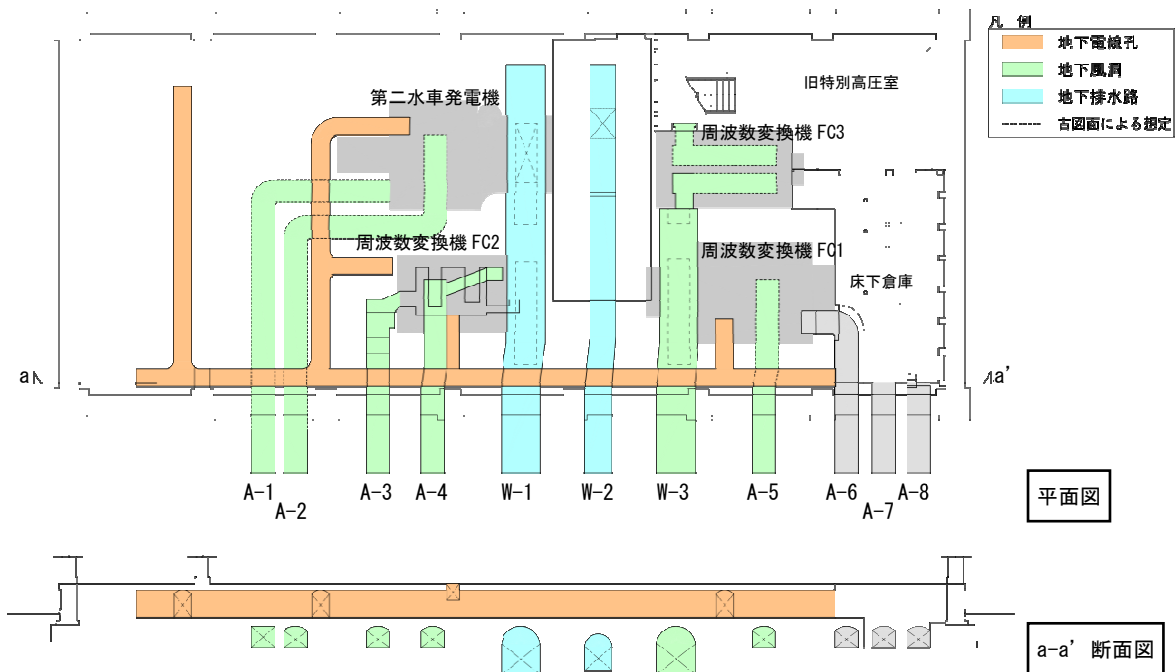 凡 例
地下電線孔
地下風洞
地下排水路
古図面による想定
旧特別高圧室
第二水車発電機
周波数変換機 FC3
周波数変換機 FC2
周波数変換機 FC1
床下倉庫
a
a’
A-1
A-2
A-3
A-4
W-1
W-2
W-3
A-5
A-6
A-7
A-8
平面図
a-a’ 断面図